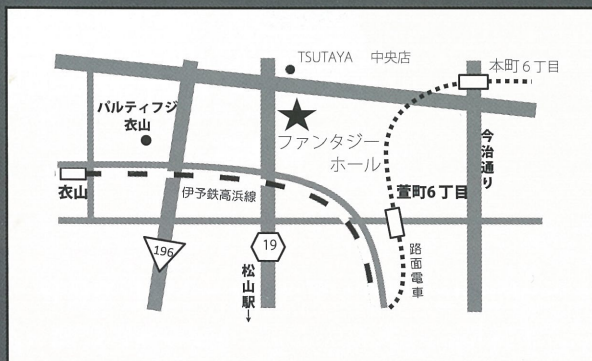 TSUTAYA 中央店
本町6丁目
パルティフジ
衣山
ファンタジー
ホール
今治通り
衣山
伊予鉄高浜線
萱町6丁目
196
19
路面電車
松山駅
↓